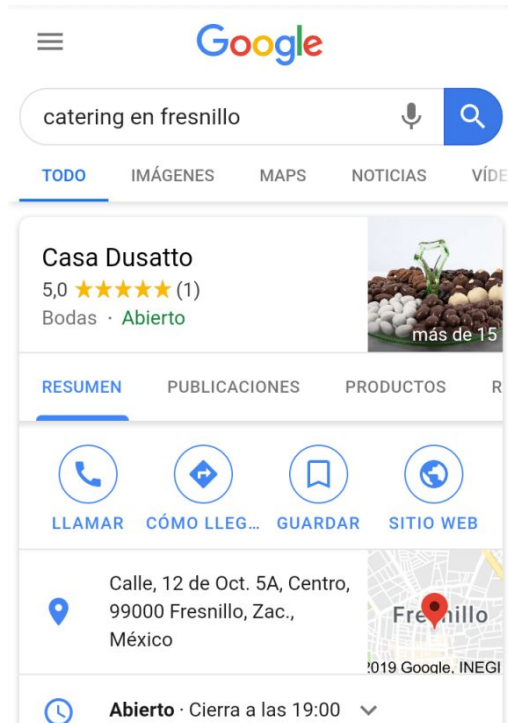 Google
catering en fresnillo
TODO IMÁGENES MAPS NOTICIAS VÍDE
Casa Dusatto
5,0 (1)
Bodas · Abierto
más de 15
RESUMEN PUBLICACIONES PRODUCTOS R
LLAMAR CÓMO LLEG... GUARDAR SITIO WEB
Calle, 12 de Oct. 5A, Centro,
99000 Fresnillo, Zac.,
México
Fresnillo
2019 Google, INEGI
Abierto · Cierra a las 19:00